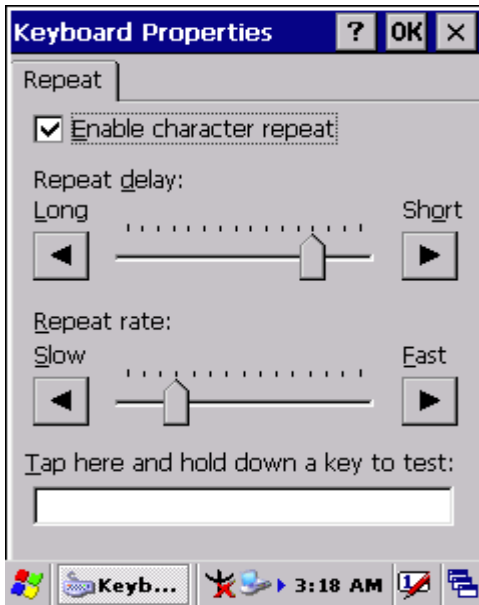 Keyboard Properties ? OK ×
Repeat
Enable character repeat
Repeat delay:
Long Short
Repeat rate:
Slow Fast
Tap here and hold down a key to test:
Keyb... 3:18 AM